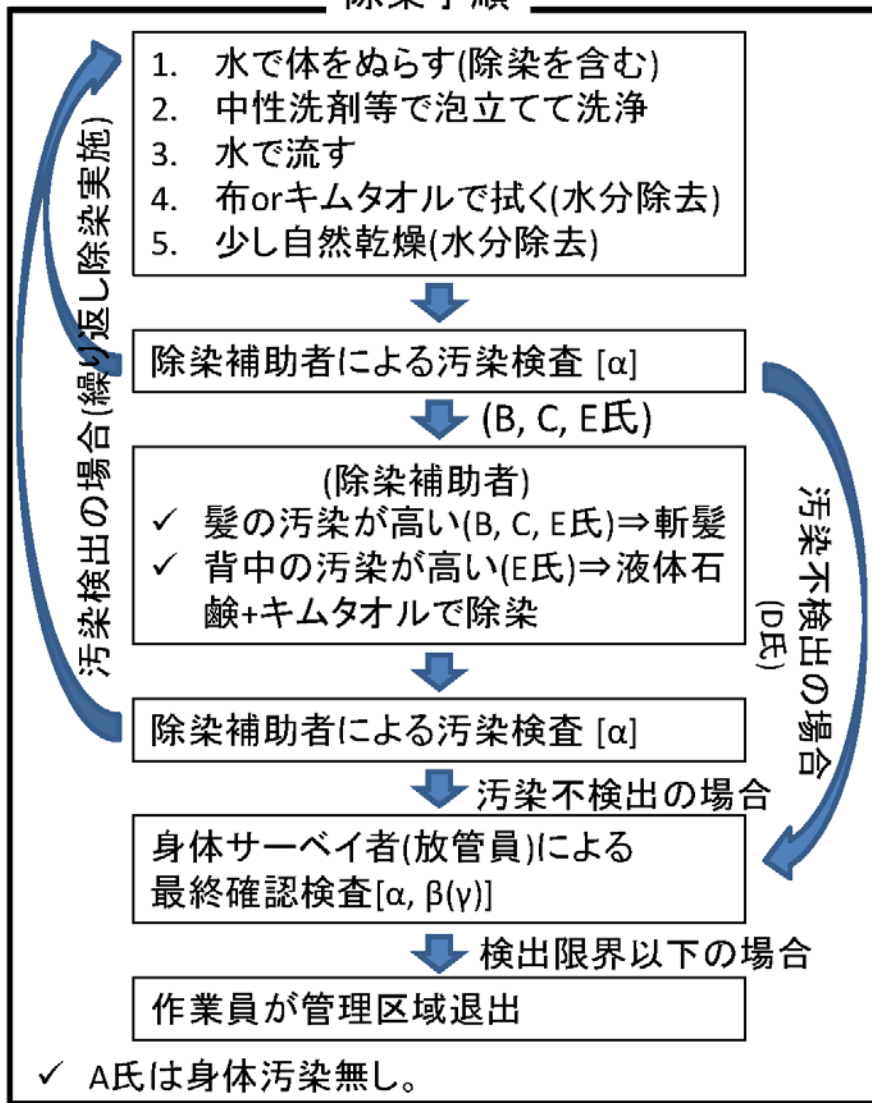 除染手順
1. 水で体をぬらす(除染を含む)
2. 中性洗剤等で泡立てて洗浄
3. 水で流す
4. 布orキムタオルで拭く(水分除去)
5. 少し自然乾燥(水分除去)
汚染検出の場合(繰り返し除染実施)
除染補助者による汚染検査 [α]
(B, C, E氏)
(除染補助者)
✓ 髪の汚染が高い(B, C, E氏)⇒斬髪
✓ 背中の汚染が高い(E氏)⇒液体石
鹸+キムタオルで除染
汚染不検出の場合
(D氏)
除染補助者による汚染検査 [α]
汚染不検出の場合
身体サーベイ者(放管員)による
最終確認検査[α, β(γ)]
検出限界以下の場合
作業員が管理区域退出
✓ A氏は身体汚染無し。